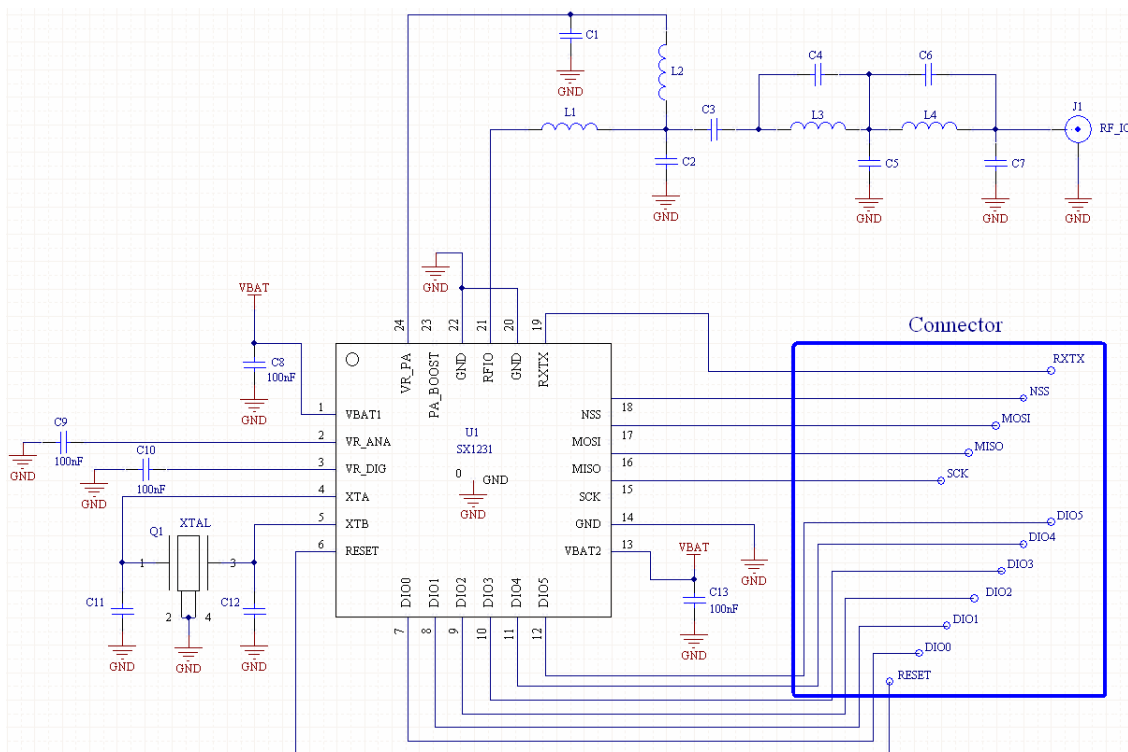 C1
GND
L2
L1
C3
C2
GND
C4
C6
L3
L4
J1
RF_IO
C5
C7
GND
GND
GND
GND
VBAT
C8
100nF
GND
24
23
22
21
20
19
VR_PA
PA_BOOST
GND
RFIO
GND
RXTX
Connector
RXTX
NSS
MOSI
MISO
SCK
DIO5
DIO4
DIO3
DIO2
DIO1
DIO0
RESET
1
VBAT1
2
VR_ANA
3
VR_DIG
4
XTA
5
XTB
6
RESET
C9
100nF
GND
C10
100nF
GND
U1
SX1231
0
GND
GND
NSS
18
MOSI
17
MISO
16
SCK
15
GND
14
VBAT2
13
GND
VBAT
C13
100nF
GND
Q1
XTAL
1
3
2
4
C11
C12
GND
GND
GND
DIO0
DIO1
DIO2
DIO3
DIO4
DIO5
7
8
9
10
11
12